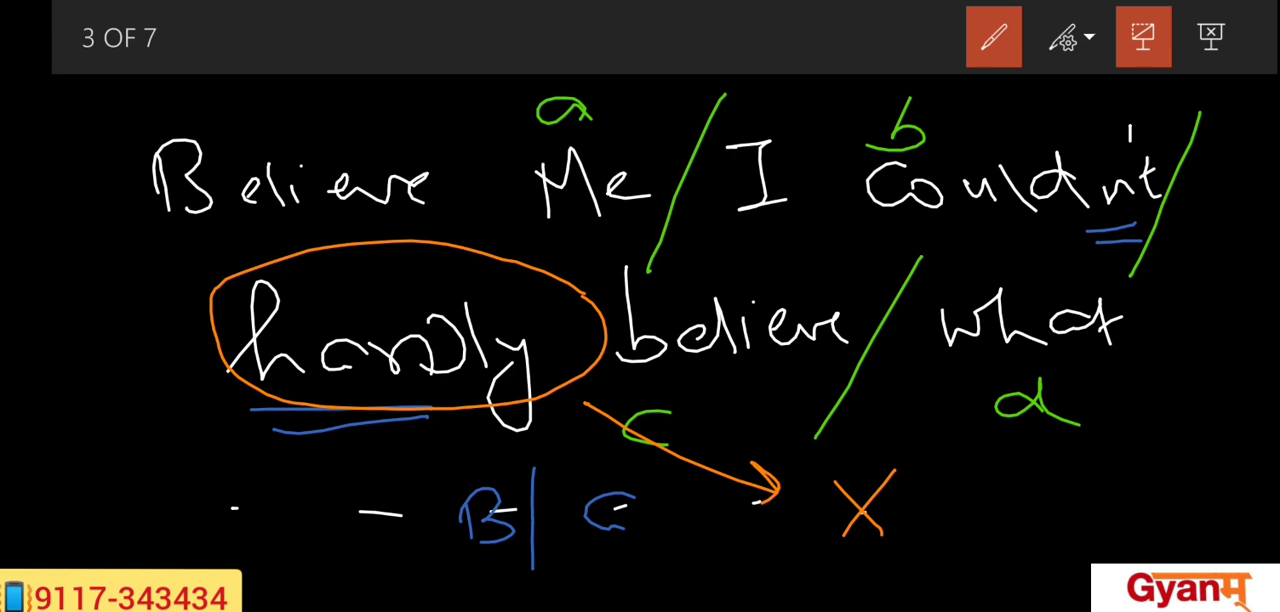 3 OF 7
a b
Believe Me / I Couldn't /
hardly believe / what
c d
B | C X
9117-343434
Gyanम